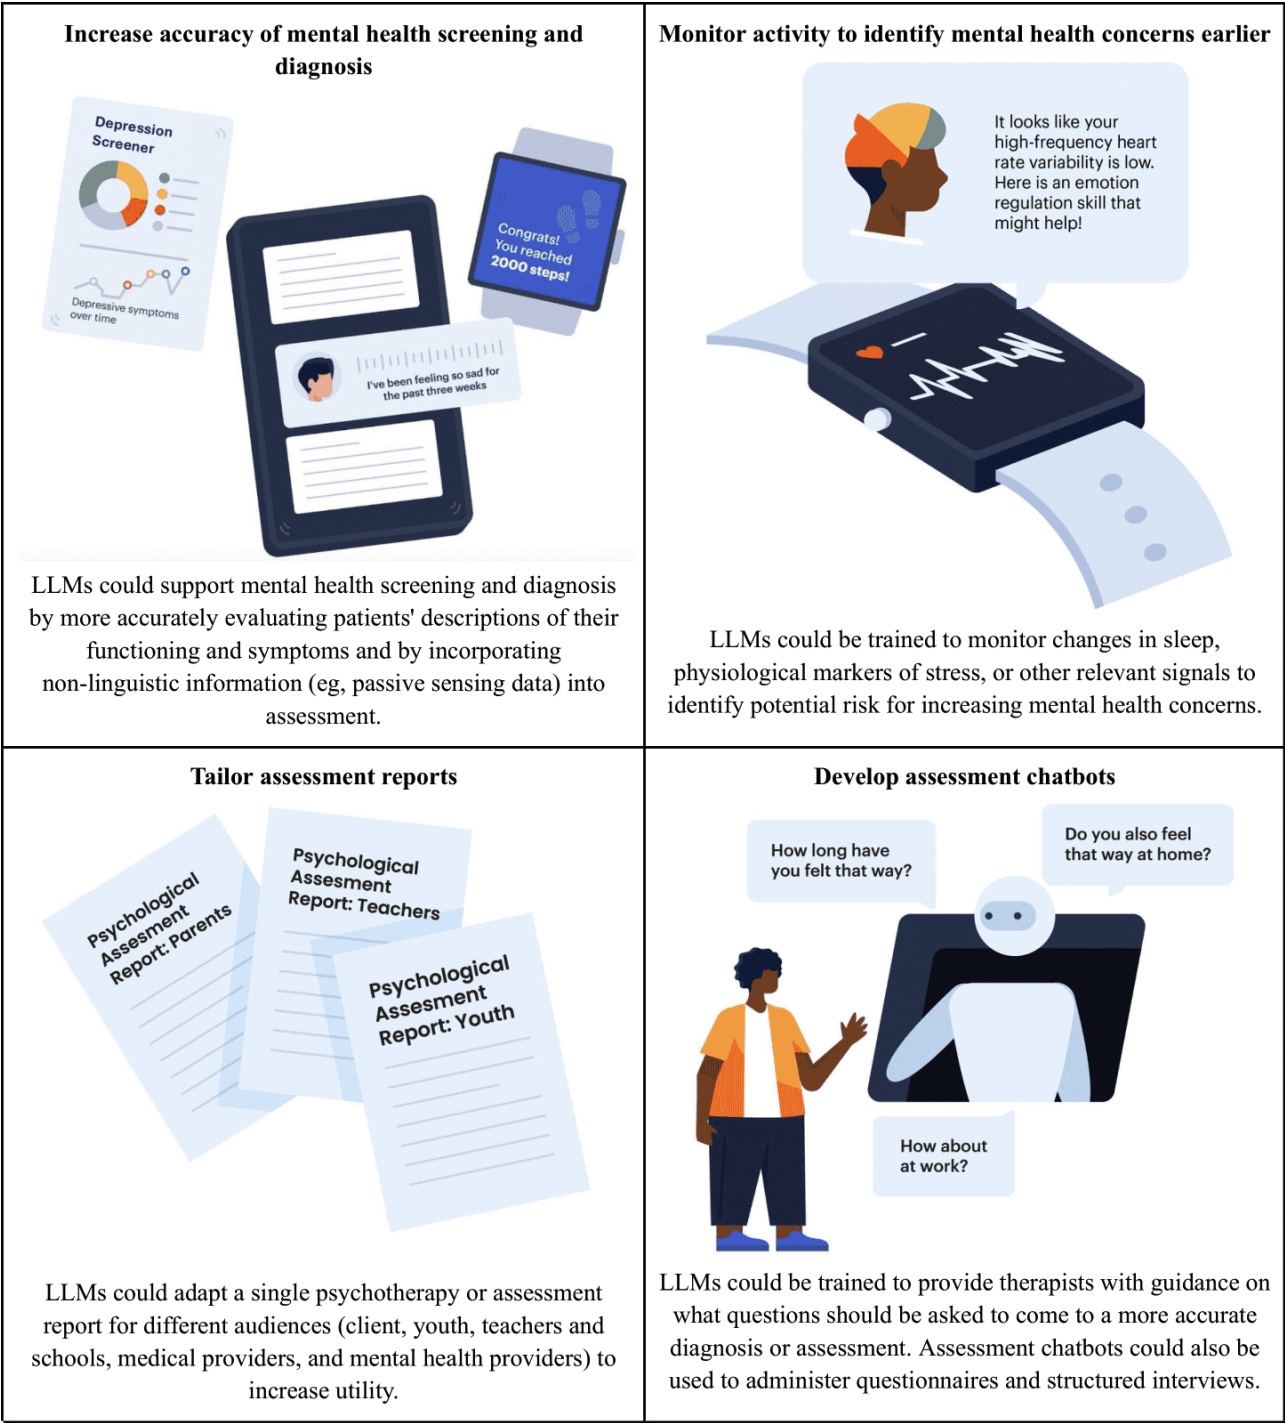 Increase accuracy of mental health screening and
diagnosis
Depression
Screener
Depressive symptoms
over time
Congrats!
You reached
2000 steps!
I've been feeling so sad for
the past three weeks
LLMs could support mental health screening and diagnosis
by more accurately evaluating patients' descriptions of their
functioning and symptoms and by incorporating
non-linguistic information (eg, passive sensing data) into
assessment.
Monitor activity to identify mental health concerns earlier
It looks like your
high-frequency heart
rate variability is low.
Here is an emotion
regulation skill that
might help!
LLMs could be trained to monitor changes in sleep,
physiological markers of stress, or other relevant signals to
identify potential risk for increasing mental health concerns.
Tailor assessment reports
Psychological
Assesment
Report: Parents
Psychological
Assesment
Report: Teachers
Psychological
Assesment
Report: Youth
LLMs could adapt a single psychotherapy or assessment
report for different audiences (client, youth, teachers and
schools, medical providers, and mental health providers) to
increase utility.
Develop assessment chatbots
How long have
you felt that way?
Do you also feel
that way at home?
How about
at work?
LLMs could be trained to provide therapists with guidance on
what questions should be asked to come to a more accurate
diagnosis or assessment. Assessment chatbots could also be
used to administer questionnaires and structured interviews.